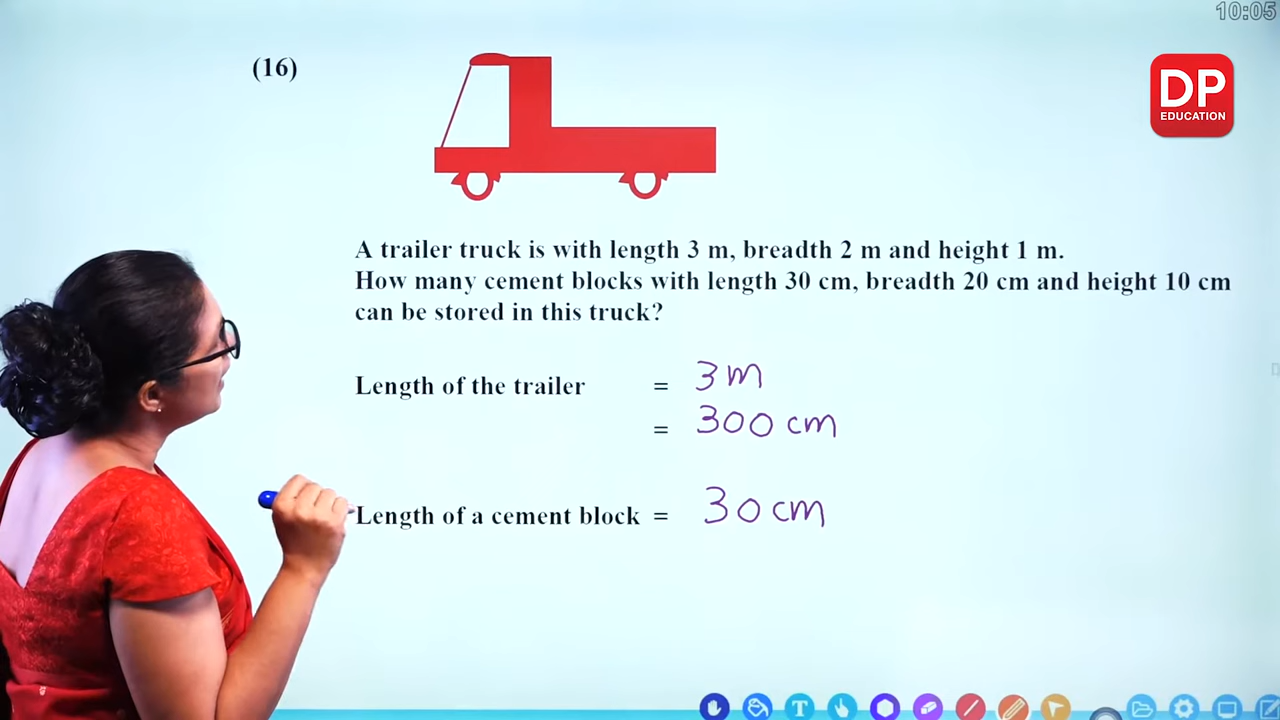 10:05
(16)
DP
EDUCATION
A trailer truck is with length 3 m, breadth 2 m and height 1 m.
How many cement blocks with length 30 cm, breadth 20 cm and height 10 cm
can be stored in this truck?
Length of the trailer = 3m
= 300 cm
Length of a cement block = 30 cm
T